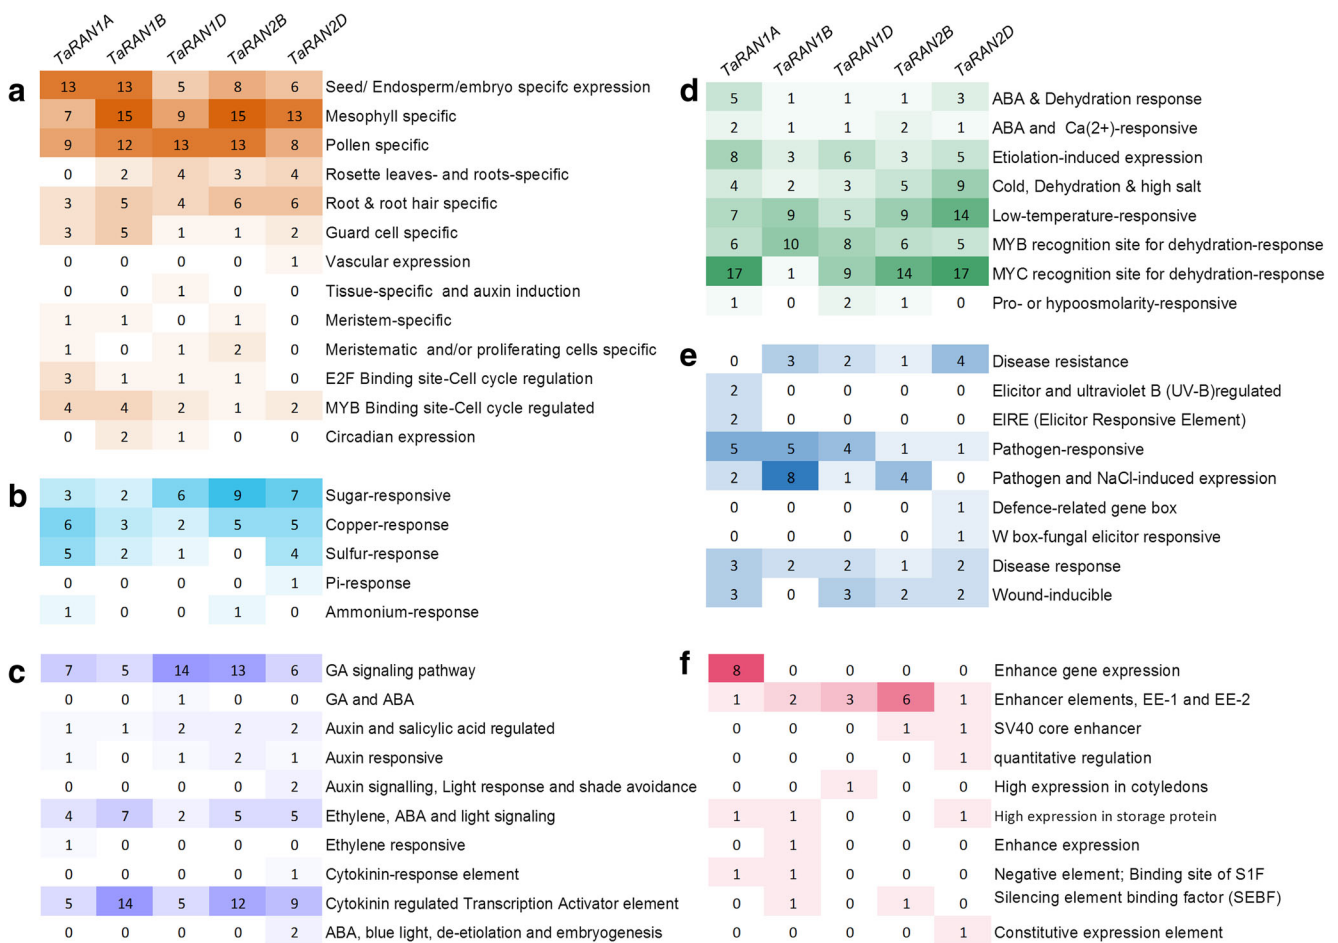 TaRAN1A TaRAN1B TaRAN1D TaRAN2B TaRAN2D
a
13 13 5 8 6 Seed/ Endosperm/embryo specifc expression
7 15 9 15 13 Mesophyll specific
9 12 13 13 8 Pollen specific
0 2 4 3 4 Rosette leaves- and roots-specific
3 5 4 6 6 Root & root hair specific
3 5 1 1 2 Guard cell specific
0 0 0 0 1 Vascular expression
0 0 1 0 0 Tissue-specific and auxin induction
1 1 0 1 0 Meristem-specific
1 0 1 2 0 Meristematic and/or proliferating cells specific
3 1 1 1 0 E2F Binding site-Cell cycle regulation
4 4 2 1 2 MYB Binding site-Cell cycle regulated
0 2 1 0 0 Circadian expression
b
3 2 6 9 7 Sugar-responsive
6 3 2 5 5 Copper-response
5 2 1 0 4 Sulfur-response
0 0 0 0 1 Pi-response
1 0 0 1 0 Ammonium-response
c
7 5 14 13 6 GA signaling pathway
0 0 1 0 0 GA and ABA
1 1 2 2 2 Auxin and salicylic acid regulated
1 0 1 2 1 Auxin responsive
0 0 0 0 2 Auxin signalling, Light response and shade avoidance
4 7 2 5 5 Ethylene, ABA and light signaling
1 0 0 0 0 Ethylene responsive
0 0 0 0 1 Cytokinin-response element
5 14 5 12 9 Cytokinin regulated Transcription Activator element
0 0 0 0 2 ABA, blue light, de-etiolation and embryogenesis
TaRAN1A TaRAN1B TaRAN1D TaRAN2B TaRAN2D
d
5 1 1 1 3 ABA & Dehydration response
2 1 1 2 1 ABA and Ca(2+)-responsive
8 3 6 3 5 Etiolation-induced expression
4 2 3 5 9 Cold, Dehydration & high salt
7 9 5 9 14 Low-temperature-responsive
6 10 8 6 5 MYB recognition site for dehydration-response
17 1 9 14 17 MYC recognition site for dehydration-response
1 0 2 1 0 Pro- or hypoosmolarity-responsive
e
0 3 2 1 4 Disease resistance
2 0 0 0 0 Elicitor and ultraviolet B (UV-B)regulated
2 0 0 0 0 EIRE (Elicitor Responsive Element)
5 5 4 1 1 Pathogen-responsive
2 8 1 4 0 Pathogen and NaCl-induced expression
0 0 0 0 1 Defence-related gene box
0 0 0 0 1 W box-fungal elicitor responsive
3 2 2 1 2 Disease response
3 0 3 2 2 Wound-inducible
f
8 0 0 0 0 Enhance gene expression
1 2 3 6 1 Enhancer elements, EE-1 and EE-2
0 0 0 1 1 SV40 core enhancer
0 0 0 0 1 quantitative regulation
0 0 1 0 0 High expression in cotyledons
1 1 0 0 1 High expression in storage protein
0 1 0 0 0 Enhance expression
1 1 0 0 0 Negative element; Binding site of S1F
0 1 0 1 0 Silencing element binding factor (SEBF)
0 0 0 0 1 Constitutive expression element